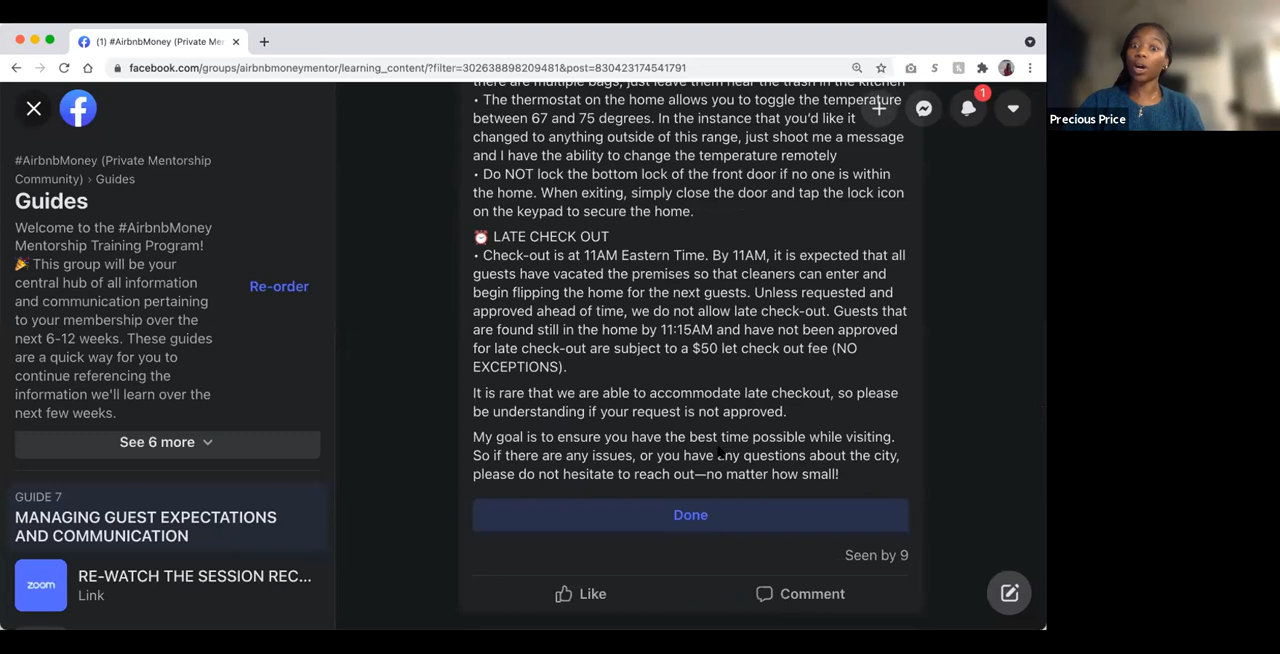 (1) #AirbnbMoney (Private Mer
facebook.com/groups/airbnbmoneymentor/learning_content/?filter=302638898209481&post=830423174541791
Precious Price
1
#AirbnbMoney (Private Mentorship
Community) › Guides
Guides
Welcome to the #AirbnbMoney
Mentorship Training Program!
🎉 This group will be your
central hub of all information
and communication pertaining
to your membership over the
next 6-12 weeks. These guides
are a quick way for you to
continue referencing the
information we'll learn over the
next few weeks.
Re-order
See 6 more
GUIDE 7
MANAGING GUEST EXPECTATIONS
AND COMMUNICATION
zoom
RE-WATCH THE SESSION REC...
Link
there are multiple bags, just leave them near the trash in the kitchen
• The thermostat on the home allows you to toggle the temperature
between 67 and 75 degrees. In the instance that you'd like it
changed to anything outside of this range, just shoot me a message
and I have the ability to change the temperature remotely
• Do NOT lock the bottom lock of the front door if no one is within
the home. When exiting, simply close the door and tap the lock icon
on the keypad to secure the home.
⏰ LATE CHECK OUT
• Check-out is at 11AM Eastern Time. By 11AM, it is expected that all
guests have vacated the premises so that cleaners can enter and
begin flipping the home for the next guests. Unless requested and
approved ahead of time, we do not allow late check-out. Guests that
are found still in the home by 11:15AM and have not been approved
for late check-out are subject to a $50 let check out fee (NO
EXCEPTIONS).
It is rare that we are able to accommodate late checkout, so please
be understanding if your request is not approved.
My goal is to ensure you have the best time possible while visiting.
So if there are any issues, or you have any questions about the city,
please do not hesitate to reach out—no matter how small!
Done
Seen by 9
Like
Comment